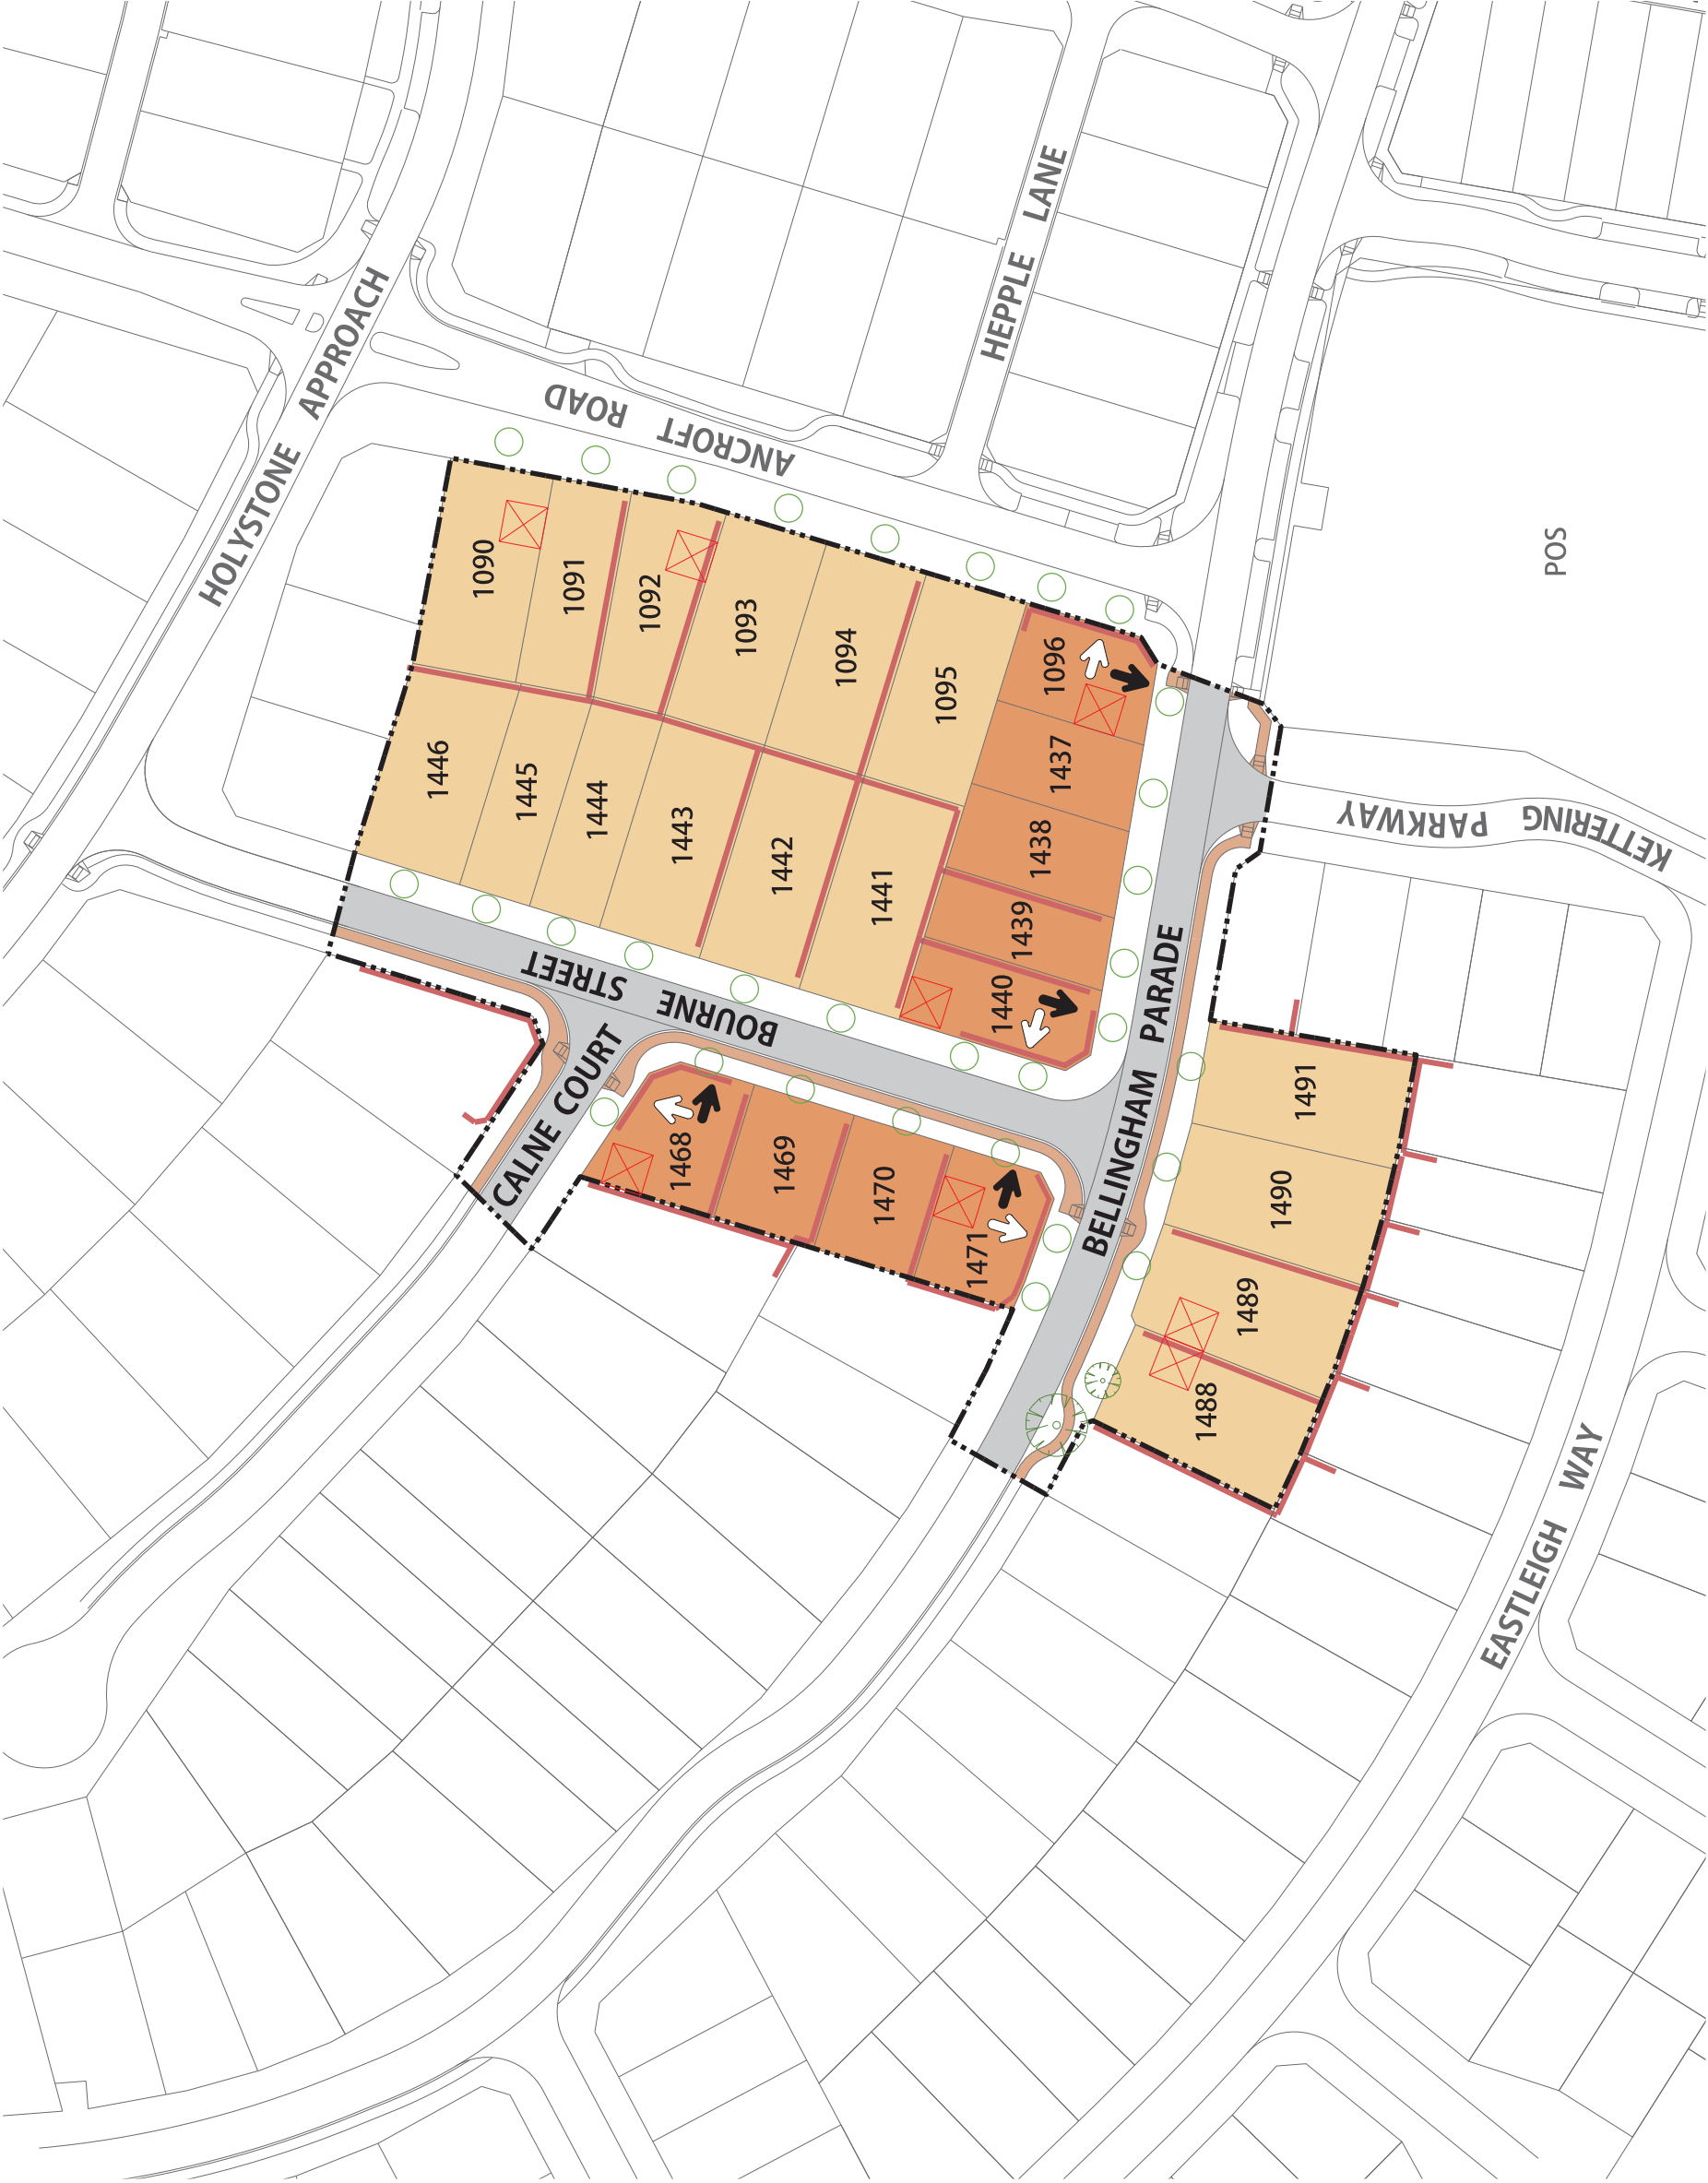 HEPPLE LANE
HOLYSTONE APPROACH
ANCROFT ROAD
POS
1090
1091
1092
1093
1094
1095
1096
1446
1445
1444
1443
1442
1441
1437
1438
1439
1440
KETTERING PARKWAY
BOURNE STREET
CALNE COURT
BELLINGHAM PARADE
1468
1469
1470
1471
1491
1490
1489
1488
EASTLEIGH WAY